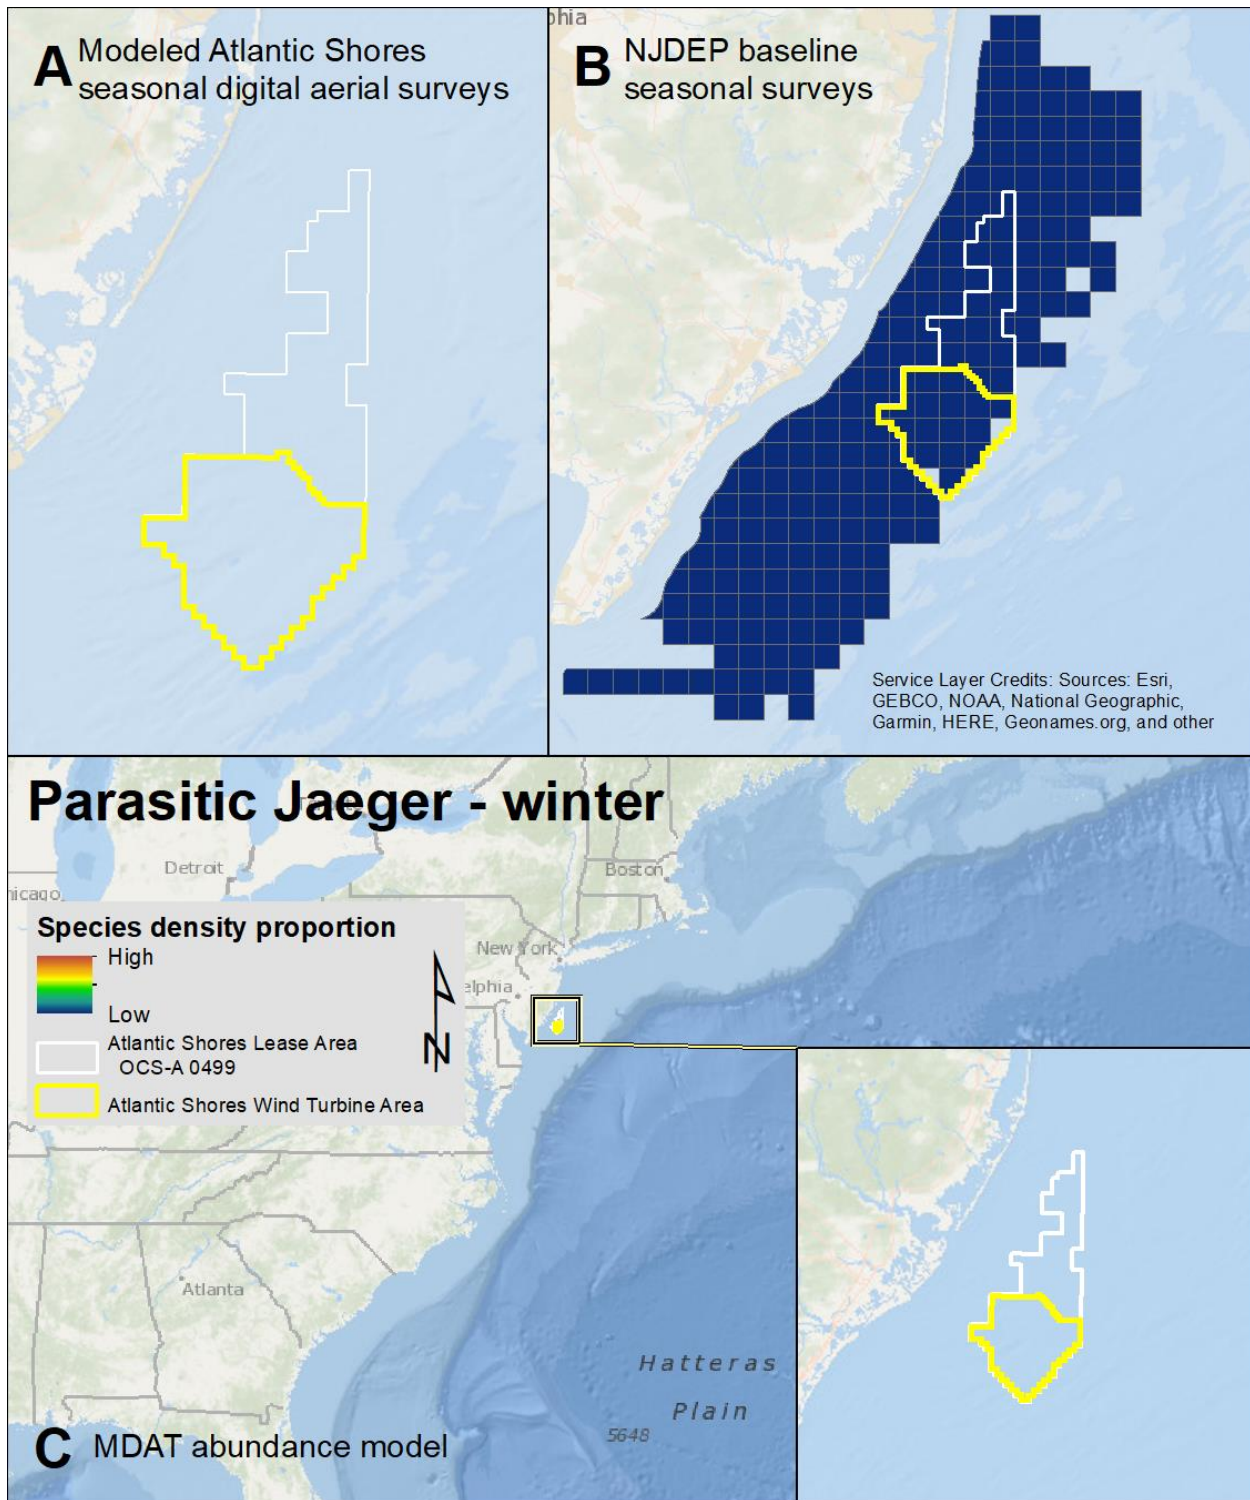 A Modeled Atlantic Shores
seasonal digital aerial surveys
phia
B NJDEP baseline
seasonal surveys
Service Layer Credits: Sources: Esri,
GEBCO, NOAA, National Geographic,
Garmin, HERE, Geonames.org, and other
Parasitic Jaeger - winter
Detroit
Boston
hicago
Species density proportion
High
Low
Atlantic Shores Lease Area
OCS-A 0499
Atlantic Shores Wind Turbine Area
N
New York
elphia
Atlanta
Hatteras
Plain
5648
C MDAT abundance model